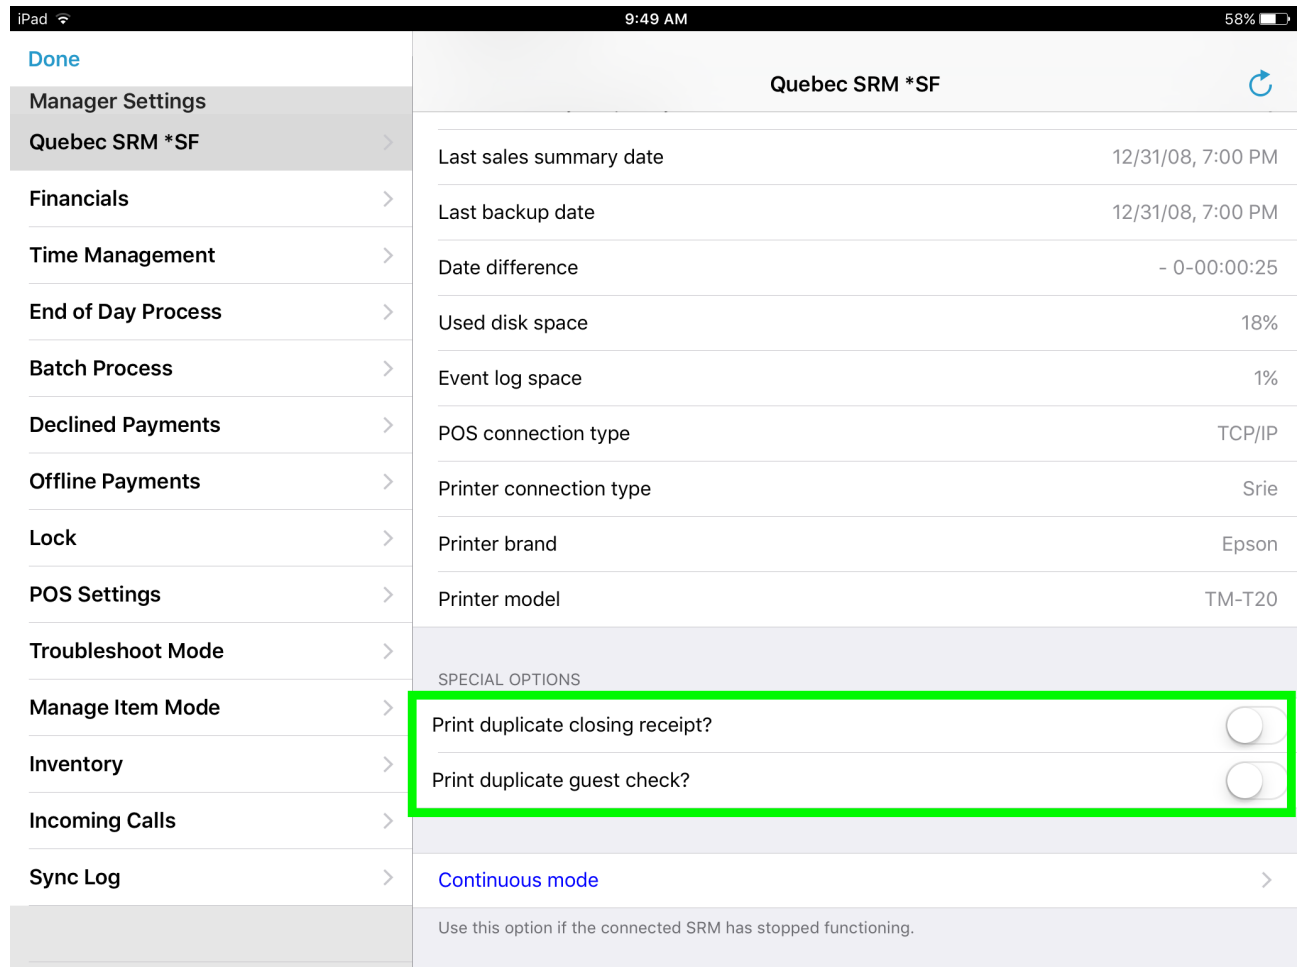 iPad
9:49 AM
58%
Done
Manager Settings
Quebec SRM *SF
Financials
Time Management
End of Day Process
Batch Process
Declined Payments
Offline Payments
Lock
POS Settings
Troubleshoot Mode
Manage Item Mode
Inventory
Incoming Calls
Sync Log
Quebec SRM *SF
Last sales summary date 12/31/08, 7:00 PM
Last backup date 12/31/08, 7:00 PM
Date difference - 0-00:00:25
Used disk space 18%
Event log space 1%
POS connection type TCP/IP
Printer connection type Srie
Printer brand Epson
Printer model TM-T20
SPECIAL OPTIONS
Print duplicate closing receipt?
Print duplicate guest check?
Continuous mode
Use this option if the connected SRM has stopped functioning.